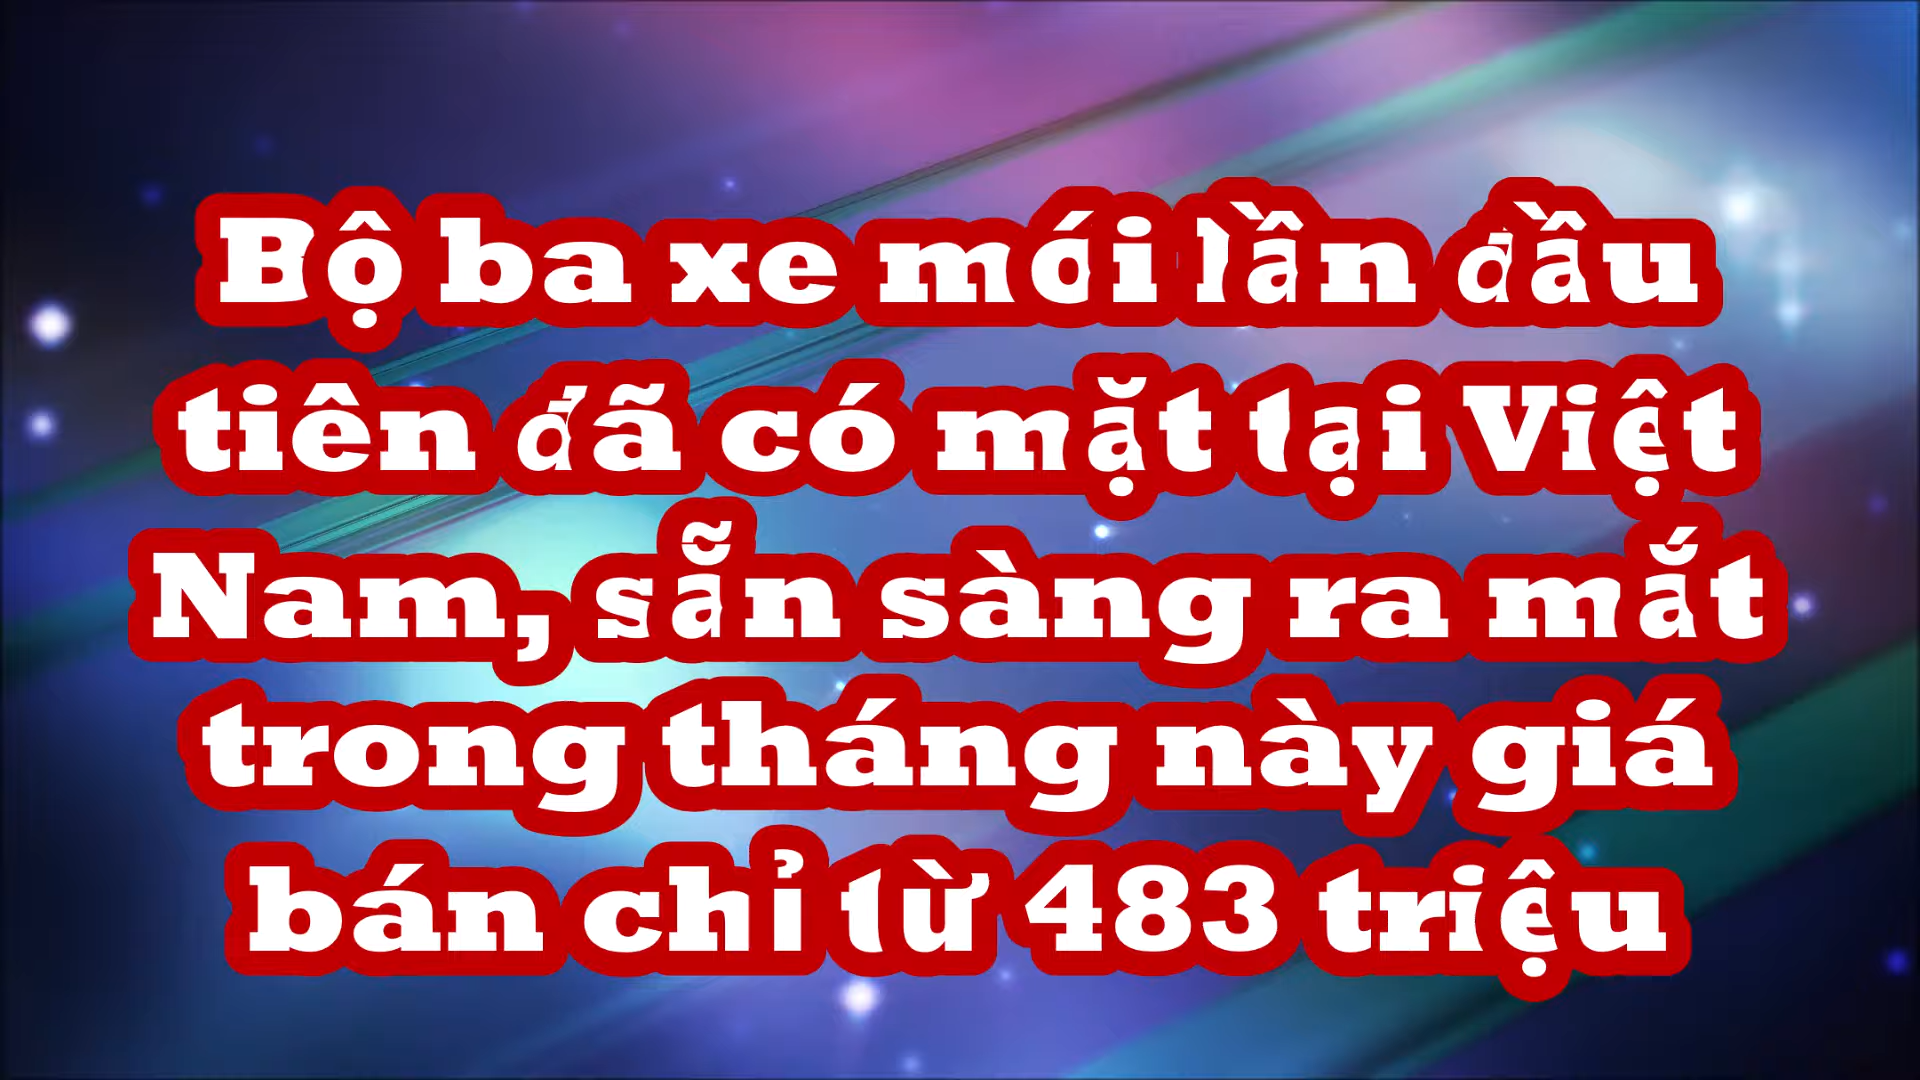 Bộ ba xe mới lần đầu
tiên đã có mặt tại Việt
Nam, sẵn sàng ra mắt
trong tháng này giá
bán chỉ từ 483 triệu